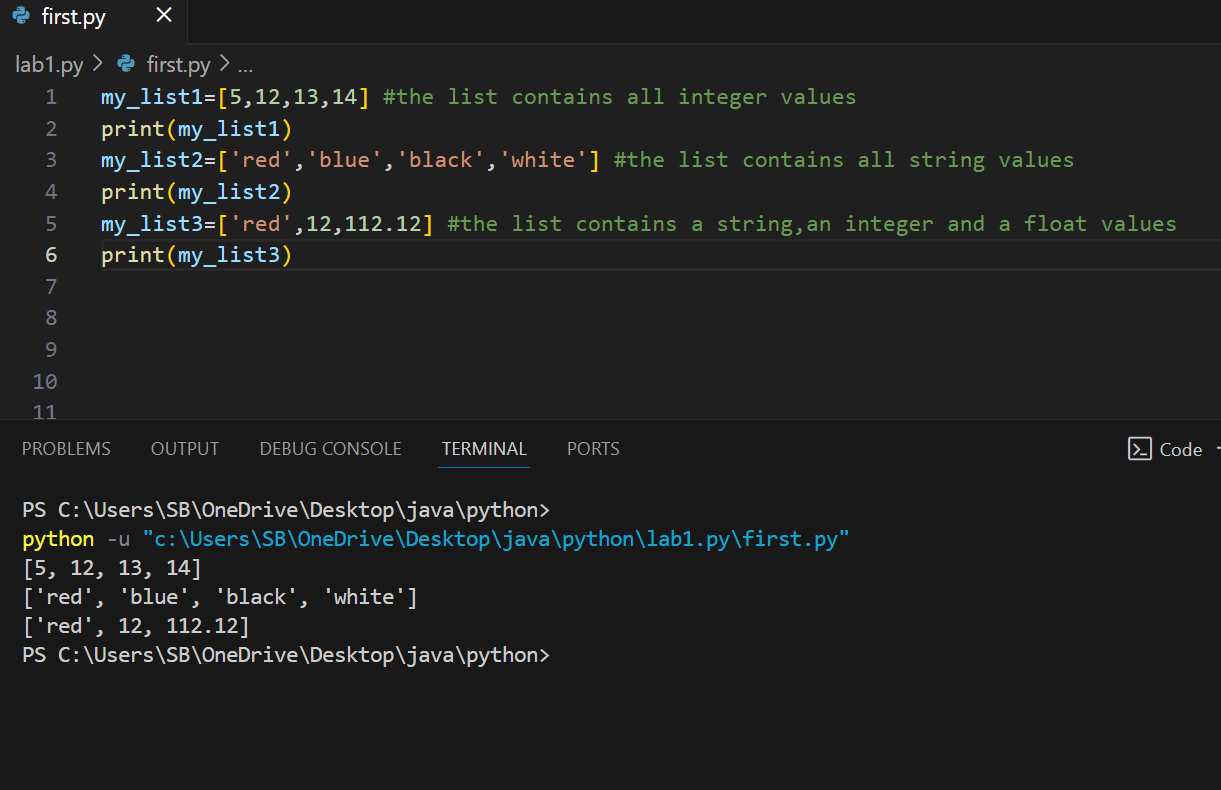 first.py ×
lab1.py > first.py > ...
1 my_list1=[5,12,13,14] #the list contains all integer values
2 print(my_list1)
3 my_list2=['red','blue','black','white'] #the list contains all string values
4 print(my_list2)
5 my_list3=['red',12,112.12] #the list contains a string,an integer and a float values
6 print(my_list3)
7
8
9
10
11
PROBLEMS OUTPUT DEBUG CONSOLE TERMINAL PORTS Code
PS C:\Users\SB\OneDrive\Desktop\java\python>
python -u "c:\Users\SB\OneDrive\Desktop\java\python\lab1.py\first.py"
[5, 12, 13, 14]
['red', 'blue', 'black', 'white']
['red', 12, 112.12]
PS C:\Users\SB\OneDrive\Desktop\java\python>